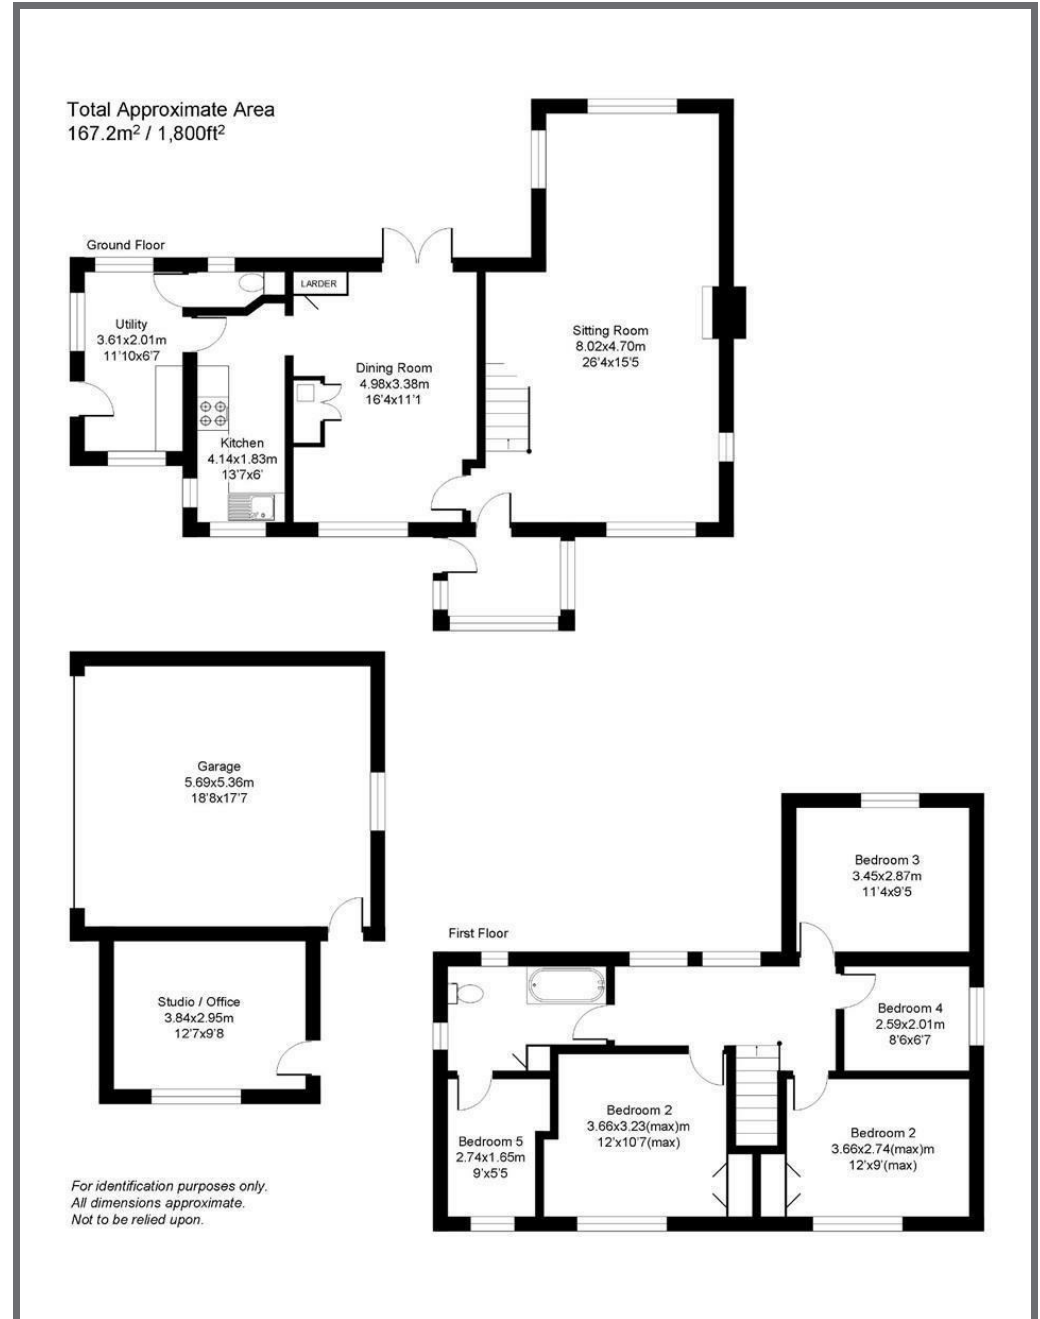 Total Approximate Area
167.2m² / 1,800ft²
Ground Floor
LARDER
Utility
3.61x2.01m
11'10x6'7
Dining Room
4.98x3.38m
16'4x11'1
Sitting Room
8.02x4.70m
26'4x15'5
Kitchen
4.14x1.83m
13'7x6'
Garage
5.69x5.36m
18'8x17'7
Studio / Office
3.84x2.95m
12'7x9'8
First Floor
Bedroom 3
3.45x2.87m
11'4x9'5
Bedroom 4
2.59x2.01m
8'6x6'7
Bedroom 2
3.66x3.23(max)m
12'x10'7(max)
Bedroom 2
3.66x2.74(max)m
12'x9'(max)
Bedroom 5
2.74x1.65m
9'x5'5
For identification purposes only.
All dimensions approximate.
Not to be relied upon.